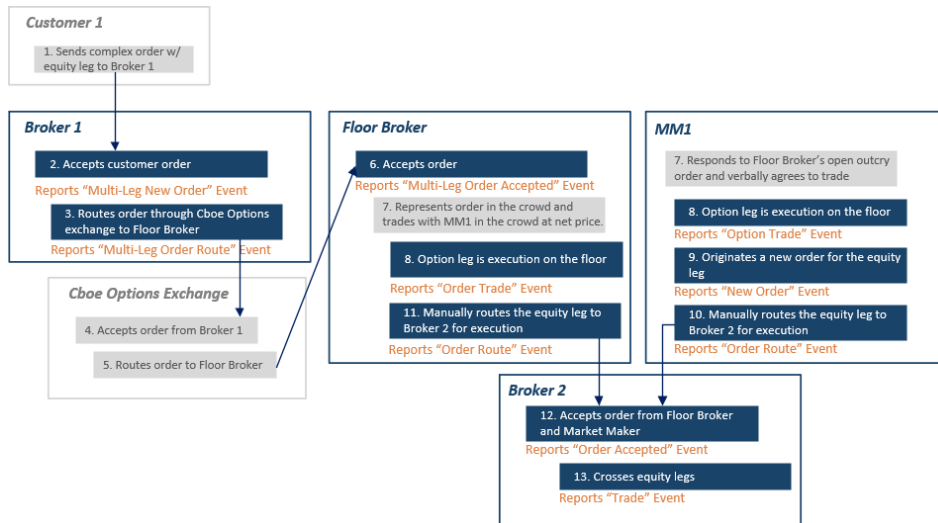 Customer 1
1. Sends complex order w/
equity leg to Broker 1
Broker 1
2. Accepts customer order
Reports “Multi-Leg New Order” Event
3. Routes order through Cboe Options
exchange to Floor Broker
Reports “Multi-Leg Order Route” Event
Cboe Options Exchange
4. Accepts order from Broker 1
5. Routes order to Floor Broker
Floor Broker
6. Accepts order
Reports “Multi-Leg Order Accepted” Event
7. Represents order in the crowd and
trades with MM1 in the crowd at net price.
8. Option leg is execution on the floor
Reports “Order Trade” Event
11. Manually routes the equity leg to
Broker 2 for execution
Reports “Order Route” Event
MM1
7. Responds to Floor Broker’s open outcry
order and verbally agrees to trade
8. Option leg is execution on the floor
Reports “Option Trade” Event
9. Originates a new order for the equity
leg
Reports “New Order” Event
10. Manually routes the equity leg to
Broker 2 for execution
Reports “Order Route” Event
Broker 2
12. Accepts order from Floor Broker
and Market Maker
Reports “Order Accepted” Event
13. Crosses equity legs
Reports “Trade” Event